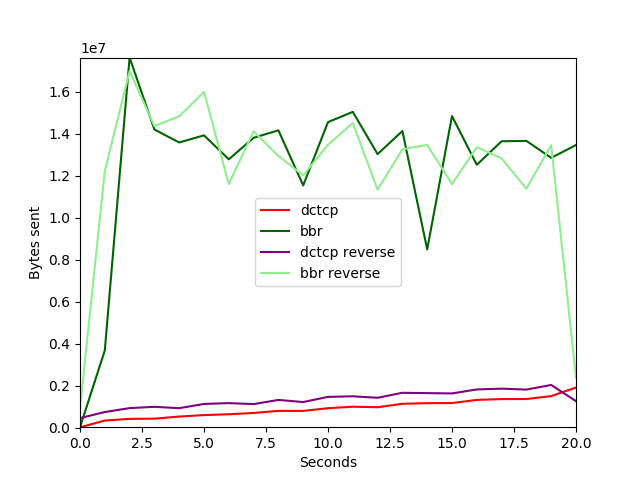 1e7
1.6
1.4
1.2
1.0
0.8
0.6
0.4
0.2
0.0
Bytes sent
dctcp
bbr
dctcp reverse
bbr reverse
0.0 2.5 5.0 7.5 10.0 12.5 15.0 17.5 20.0
Seconds